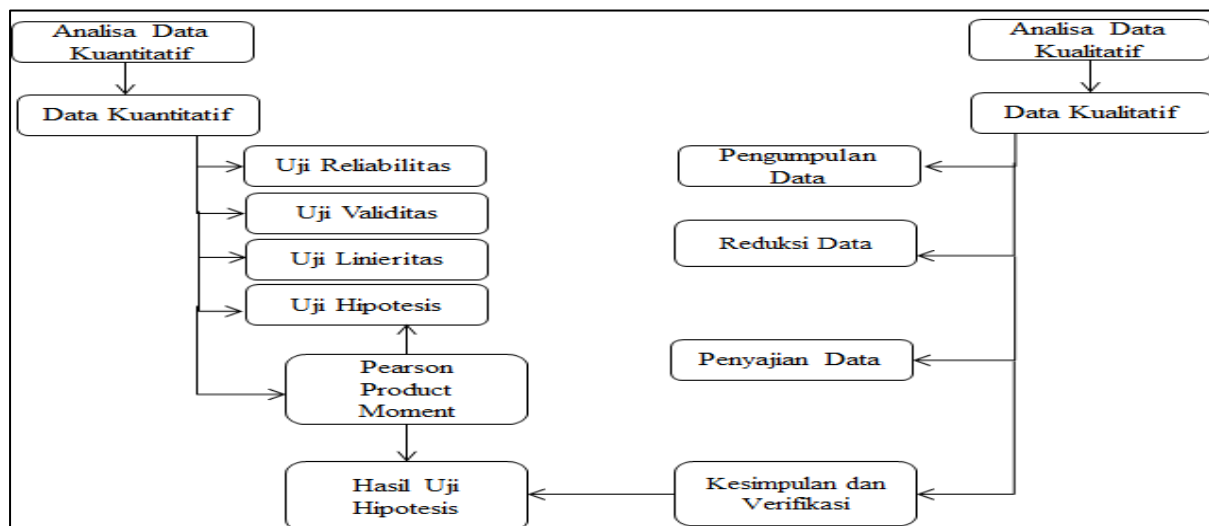 Analisa Data
Kuantitatif
Data Kuantitatif
Uji Reliabilitas
Uji Validitas
Uji Linieritas
Uji Hipotesis
Pearson
Product
Moment
Hasil Uji
Hipotesis
Analisa Data
Kualitatif
Data Kualitatif
Pengumpulan
Data
Reduksi Data
Penyajian Data
Kesimpulan dan
Verifikasi